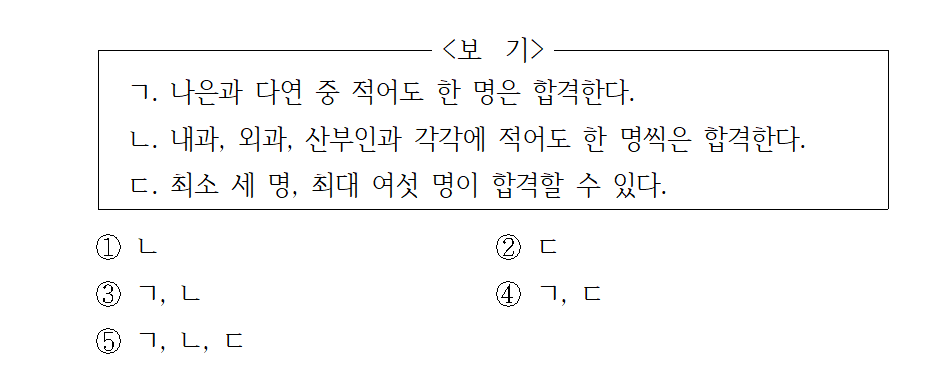 <보 기>
ㄱ. 나은과 다연 중 적어도 한 명은 합격한다.
ㄴ. 내과, 외과, 산부인과 각각에 적어도 한 명씩은 합격한다.
ㄷ. 최소 세 명, 최대 여섯 명이 합격할 수 있다.
① ㄴ ② ㄷ
③ ㄱ, ㄴ ④ ㄱ, ㄷ
⑤ ㄱ, ㄴ, ㄷ